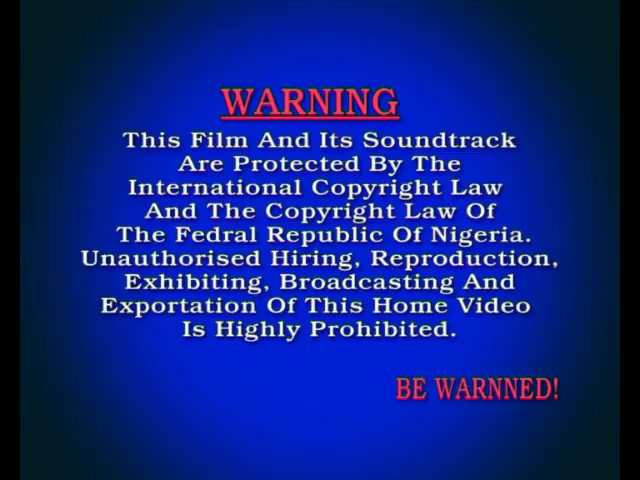 WARNING
This Film And Its Soundtrack
Are Protected By The
International Copyright Law
And The Copyright Law Of
The Fedral Republic Of Nigeria.
Unauthorised Hiring, Reproduction,
Exhibiting, Broadcasting And
Exportation Of This Home Video
Is Highly Prohibited.
BE WARNNED!